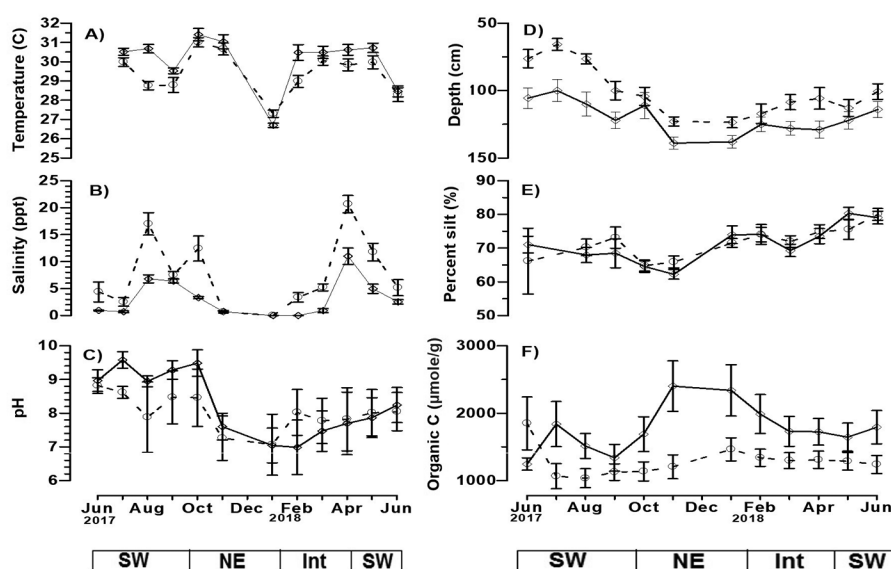 A)
Temperature (C)
32
31
30
29
28
27
26
25
B)
Salinity (ppt)
25
20
15
10
5
0
C)
pH
10
9
8
7
6
Jun Aug Oct Dec Feb Apr Jun
2017 2018
SW NE Int SW
D)
Depth (cm)
50
100
150
E)
Percent silt (%)
90
80
70
60
50
F)
Organic C (µmole/g)
3000
2000
1000
Jun Aug Oct Dec Feb Apr Jun
2017 2018
SW NE Int SW